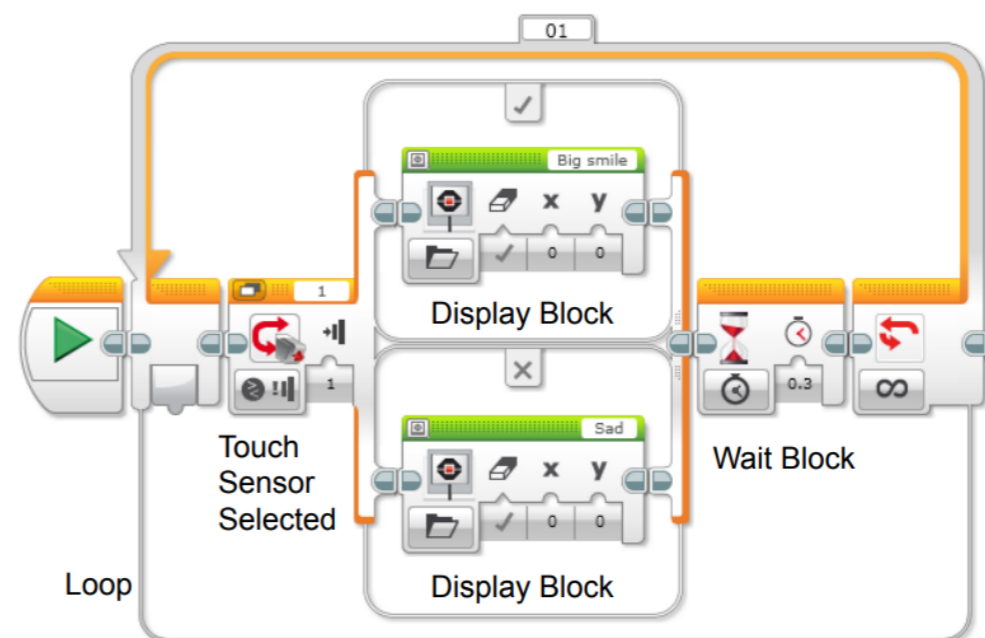 01
Big smile
x y
0 0
Display Block
1
1
0.3
Sad
x y
0 0
Touch
Sensor
Selected
Wait Block
Loop
Display Block